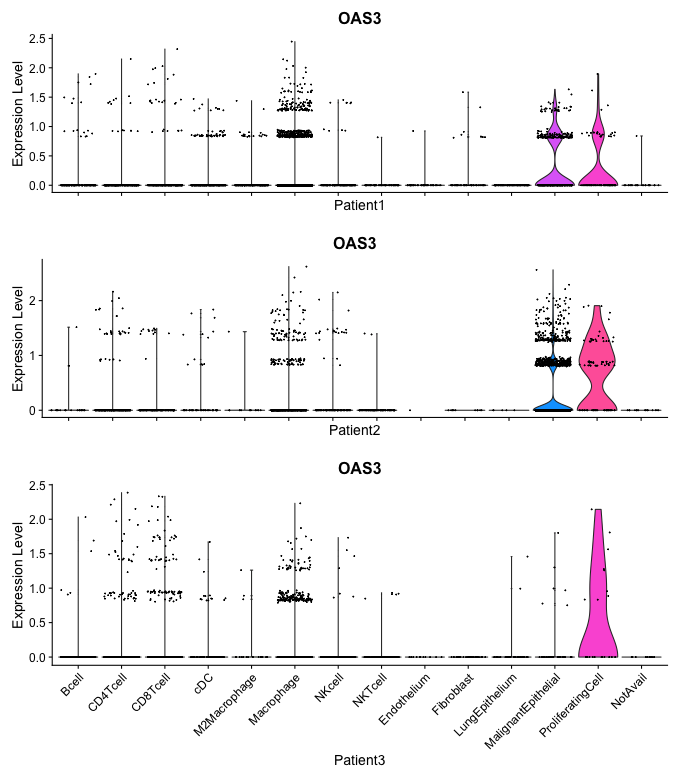 OAS3
Expression Level
2.5
2.0
1.5
1.0
0.5
0.0
Patient1
OAS3
Expression Level
2
1
0
Patient2
OAS3
Expression Level
2.5
2.0
1.5
1.0
0.5
0.0
Bcell
CD4Tcell
CD8Tcell
cDC
M2Macrophage
Macrophage
NKcell
NKTcell
Endothelium
Fibroblast
LungEpithelium
MalignantEpithelial
ProliferatingCell
NotAvail
Patient3